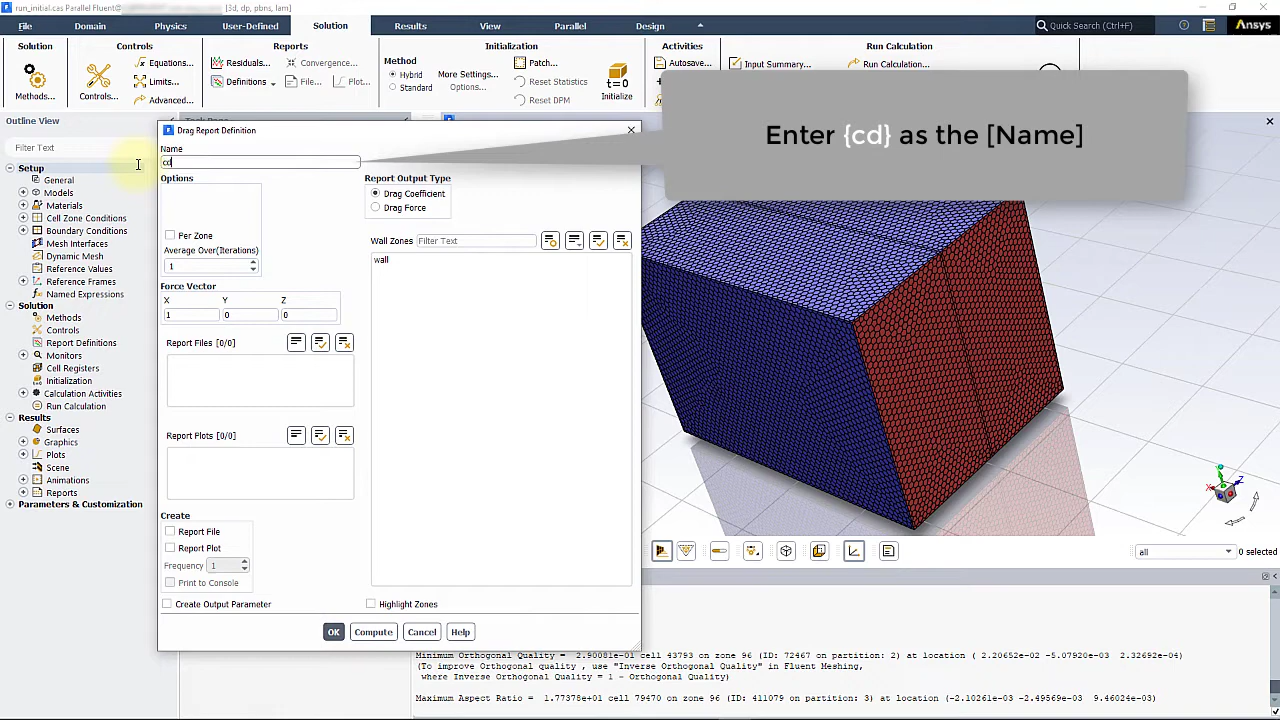 run_initial.cas Parallel Fluent@ [3d, dp, pbns, lam]
File Domain Physics User-Defined Solution Results View Parallel Design Quick Search (Ctrl+F) Ansys
Solution Controls Reports Initialization Activities Run Calculation
Methods...
Controls...
Equations...
Limits...
Advanced...
Residuals... Convergence...
Definitions File... Plot...
Method
Hybrid
Standard
More Settings...
Options...
Patch...
Reset Statistics
Reset DPM
Initialize
Autosave...
Input Summary...
Run Calculation...
Enter {cd} as the [Name]
Outline View
Filter Text
Setup
General
Models
Materials
Cell Zone Conditions
Boundary Conditions
Mesh Interfaces
Dynamic Mesh
Reference Values
Reference Frames
Named Expressions
Solution
Methods
Controls
Report Definitions
Monitors
Cell Registers
Initialization
Calculation Activities
Run Calculation
Results
Surfaces
Graphics
Plots
Scene
Animations
Reports
Parameters & Customization
Drag Report Definition
Name
cd
Options
Per Zone
Average Over(Iterations)
1
Report Output Type
Drag Coefficient
Drag Force
Wall Zones Filter Text
wall
Force Vector
X Y Z
1 0 0
Report Files [0/0]
Report Plots [0/0]
Create
Report File
Report Plot
Frequency 1
Print to Console
Create Output Parameter
Highlight Zones
OK Compute Cancel Help
X Z
all 0 selected
Minimum Orthogonal Quality = 2.90081e-01 cell 43793 on zone 96 (ID: 72467 on partition: 2) at location ( 2.20652e-02 -5.07920e-03 2.32692e-04)
(To improve Orthogonal quality , use "Inverse Orthogonal Quality" in Fluent Meshing,
where Inverse Orthogonal Quality = 1 - Orthogonal Quality)
Maximum Aspect Ratio = 1.77378e+01 cell 79470 on zone 96 (ID: 411079 on partition: 3) at location (-2.10261e-03 -2.49569e-03 9.46024e-03)